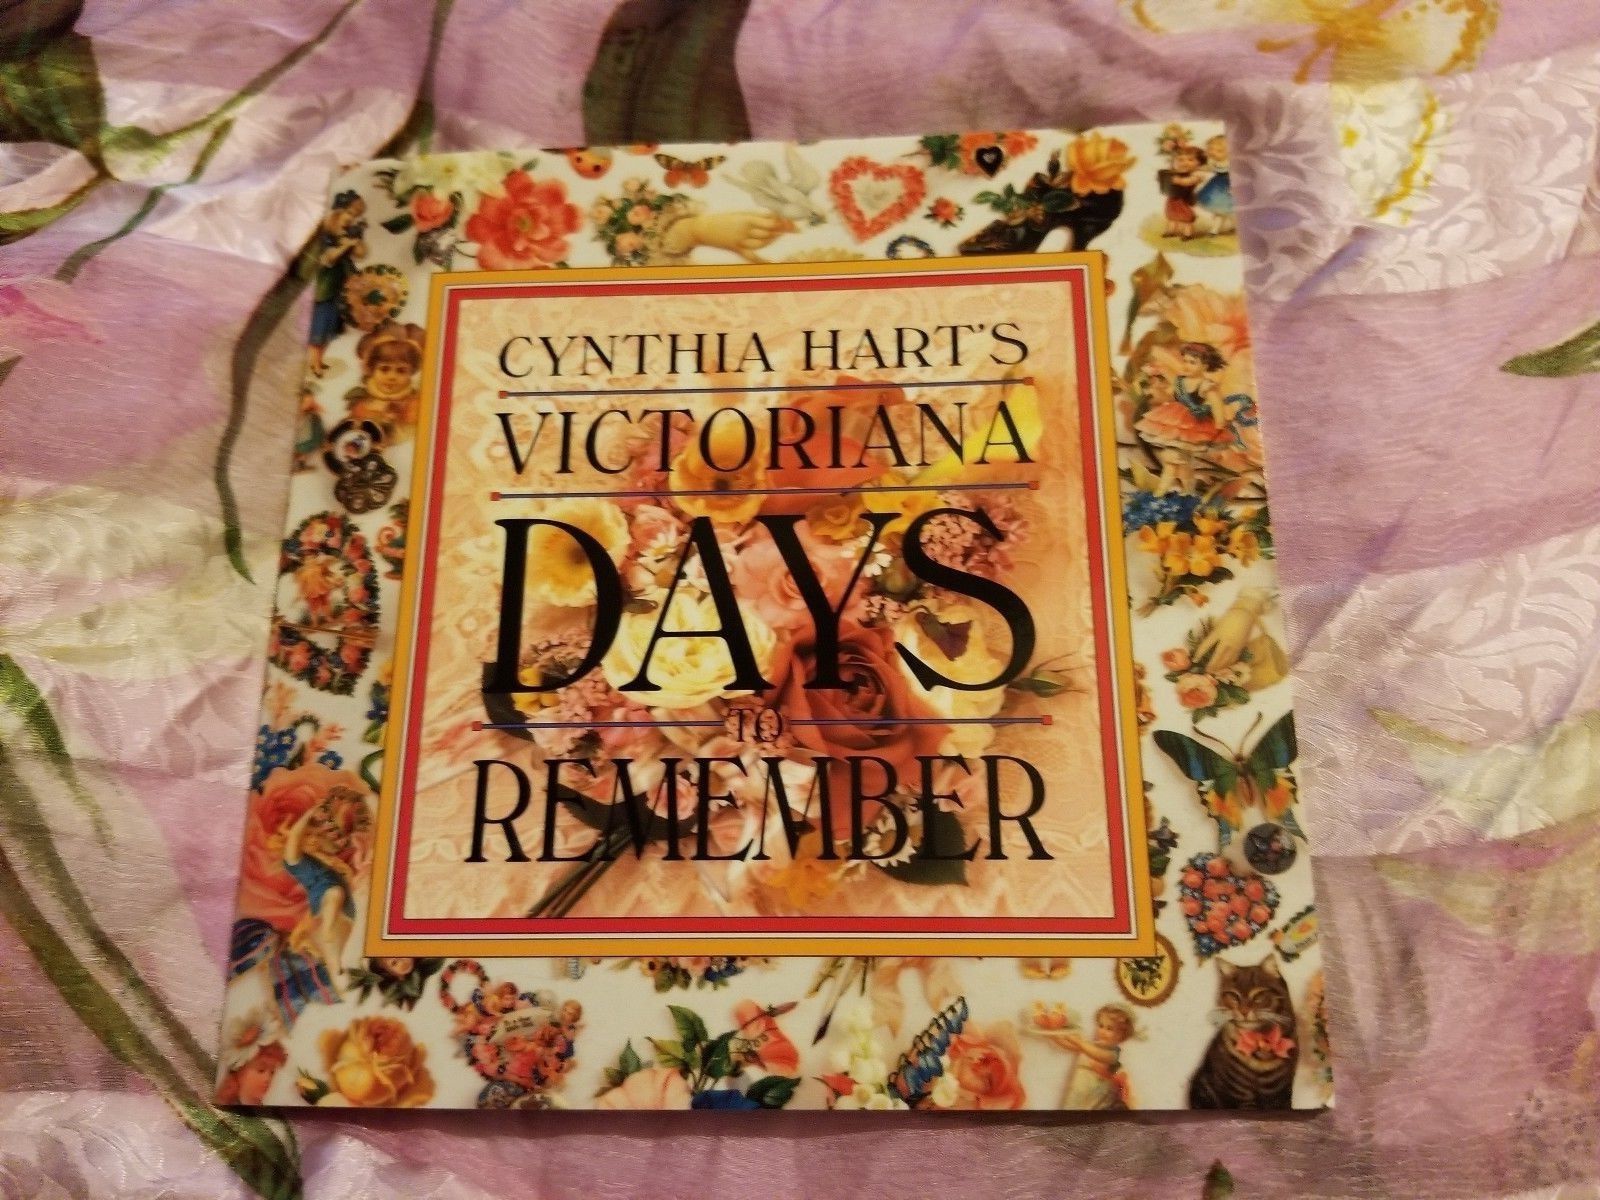 CYNTHIA HART'S
VICTORIANA
DAYS
TO
REMEMBER